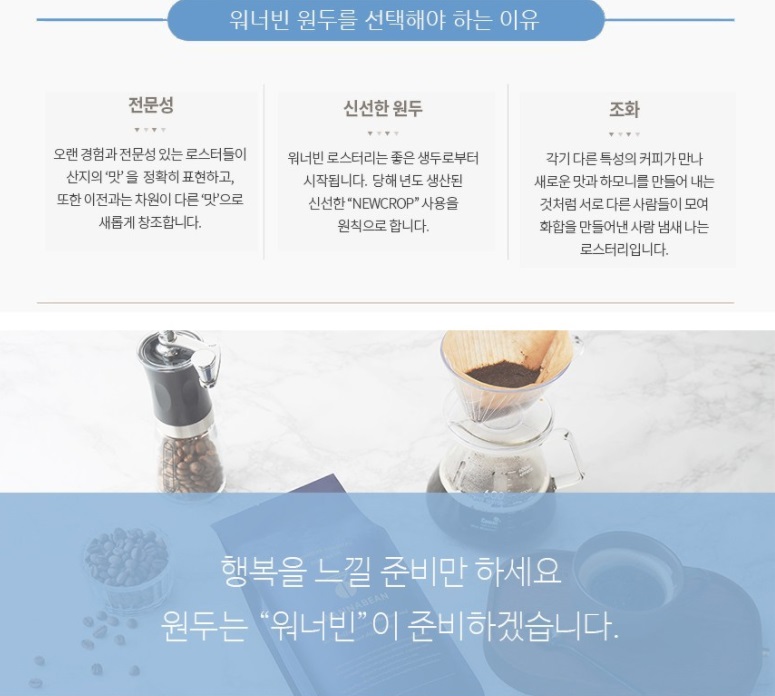 워너빈 원두를 선택해야 하는 이유
전문성
오랜 경험과 전문성 있는 로스터들이
산지의 '맛' 을 정확히 표현하고,
또한 이전과는 차원이 다른 '맛'으로
새롭게 창조합니다.
신선한 원두
워너빈 로스터리는 좋은 생두로부터
시작됩니다. 당해 년도 생산된
신선한 “NEWCROP” 사용을
원칙으로 합니다.
조화
각기 다른 특성의 커피가 만나
새로운 맛과 하모니를 만들어 내는
것처럼 서로 다른 사람들이 모여
화합을 만들어낸 사람 냄새 나는
로스터리입니다.
행복을 느낄 준비만 하세요
원두는 “워너빈”이 준비하겠습니다.